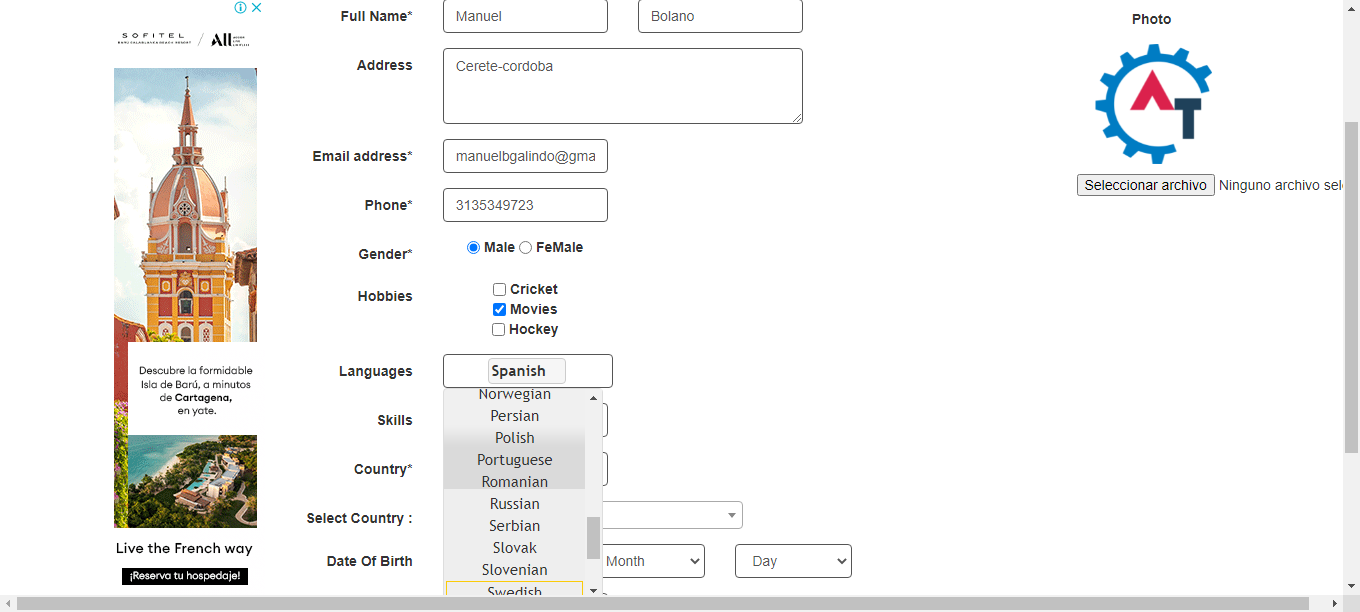 SOFITEL
ALL
Descubre la formidable
Isla de Barú, a minutos
de Cartagena,
en yate.
Live the French way
¡Reserva tu hospedaje!
Full Name*
Manuel
Bolano
Address
Cerete-cordoba
Email address*
manuelbgalindo@gma
Phone*
3135349723
Gender*
Male
FeMale
Hobbies
Cricket
Movies
Hockey
Languages
Spanish
Norwegian
Persian
Polish
Portuguese
Romanian
Russian
Serbian
Slovak
Slovenian
Swedish
Skills
Country*
Select Country :
Date Of Birth
Month
Day
Photo
AT
Seleccionar archivo
Ninguno archivo sel